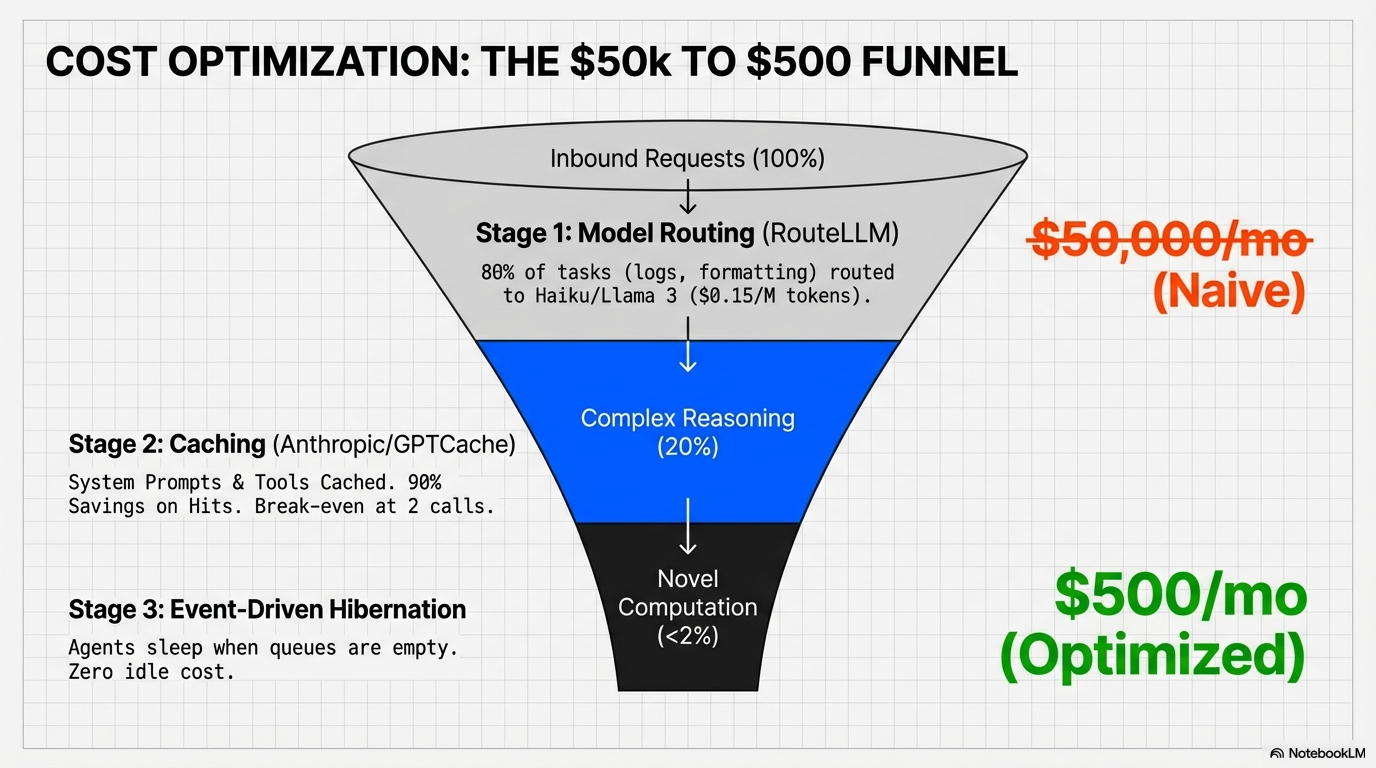 COST OPTIMIZATION: THE $50k TO $500 FUNNEL
Inbound Requests (100%)
Stage 1: Model Routing (RouteLLM)
80% of tasks (logs, formatting) routed
to Haiku/Llama 3 ($0.15/M tokens).
$50,000/mo
(Naive)
Complex Reasoning
(20%)
Stage 2: Caching (Anthropic/GPTCache)
System Prompts & Tools Cached. 90%
Savings on Hits. Break-even at 2 calls.
Novel
Computation
(<2%)
Stage 3: Event-Driven Hibernation
Agents sleep when queues are empty.
Zero idle cost.
$500/mo
(Optimized)
NotebookLM